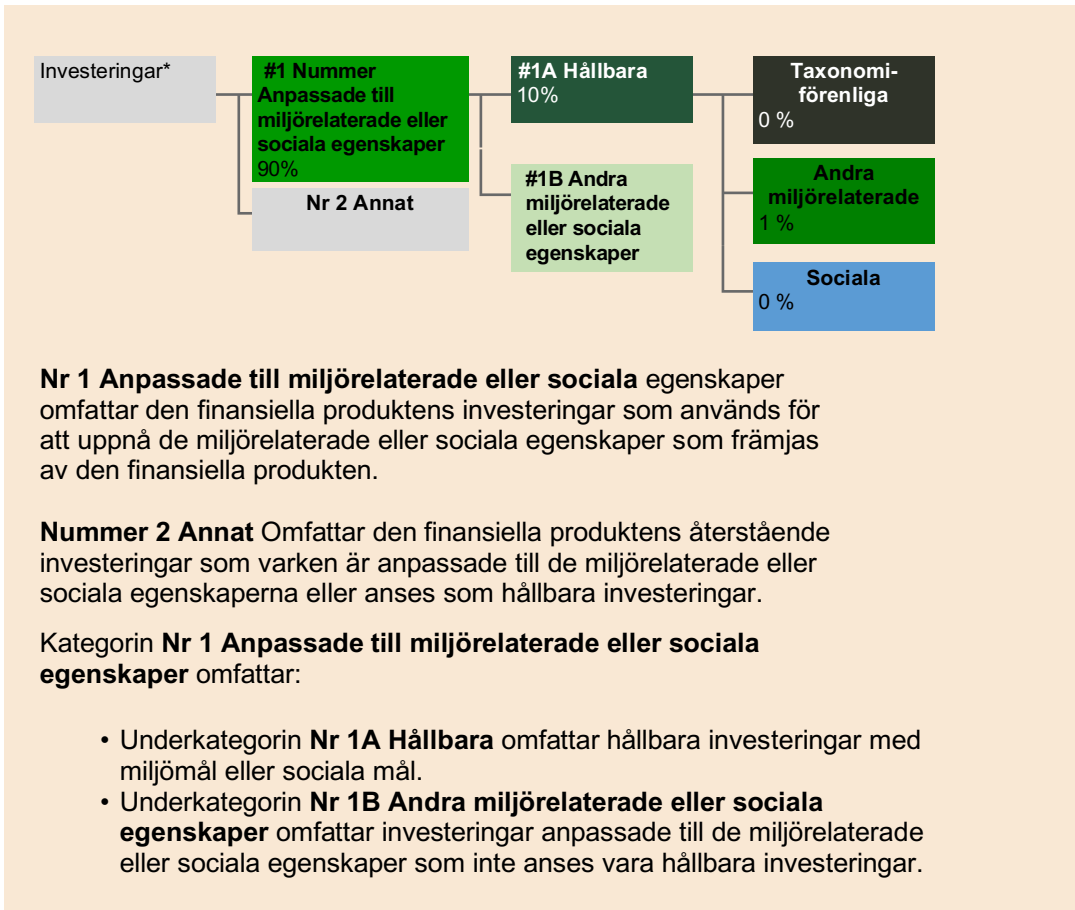 Investeringar*
#1 Nummer
Anpassade till
miljörelaterade eller
sociala egenskaper
90%
Nr 2 Annat
#1A Hållbara
10%
#1B Andra
miljörelaterade
eller sociala
egenskaper
Taxonomi-
förenliga
0 %
Andra
miljörelaterade
1 %
Sociala
0 %
Nr 1 Anpassade till miljörelaterade eller sociala egenskaper
omfattar den finansiella produktens investeringar som används för
att uppnå de miljörelaterade eller sociala egenskaper som främjas
av den finansiella produkten.
Nummer 2 Annat Omfattar den finansiella produktens återstående
investeringar som varken är anpassade till de miljörelaterade eller
sociala egenskaperna eller anses som hållbara investeringar.
Kategorin Nr 1 Anpassade till miljörelaterade eller sociala
egenskaper omfattar:
• Underkategorin Nr 1A Hållbara omfattar hållbara investeringar med
miljömål eller sociala mål.
• Underkategorin Nr 1B Andra miljörelaterade eller sociala
egenskaper omfattar investeringar anpassade till de miljörelaterade
eller sociala egenskaper som inte anses vara hållbara investeringar.